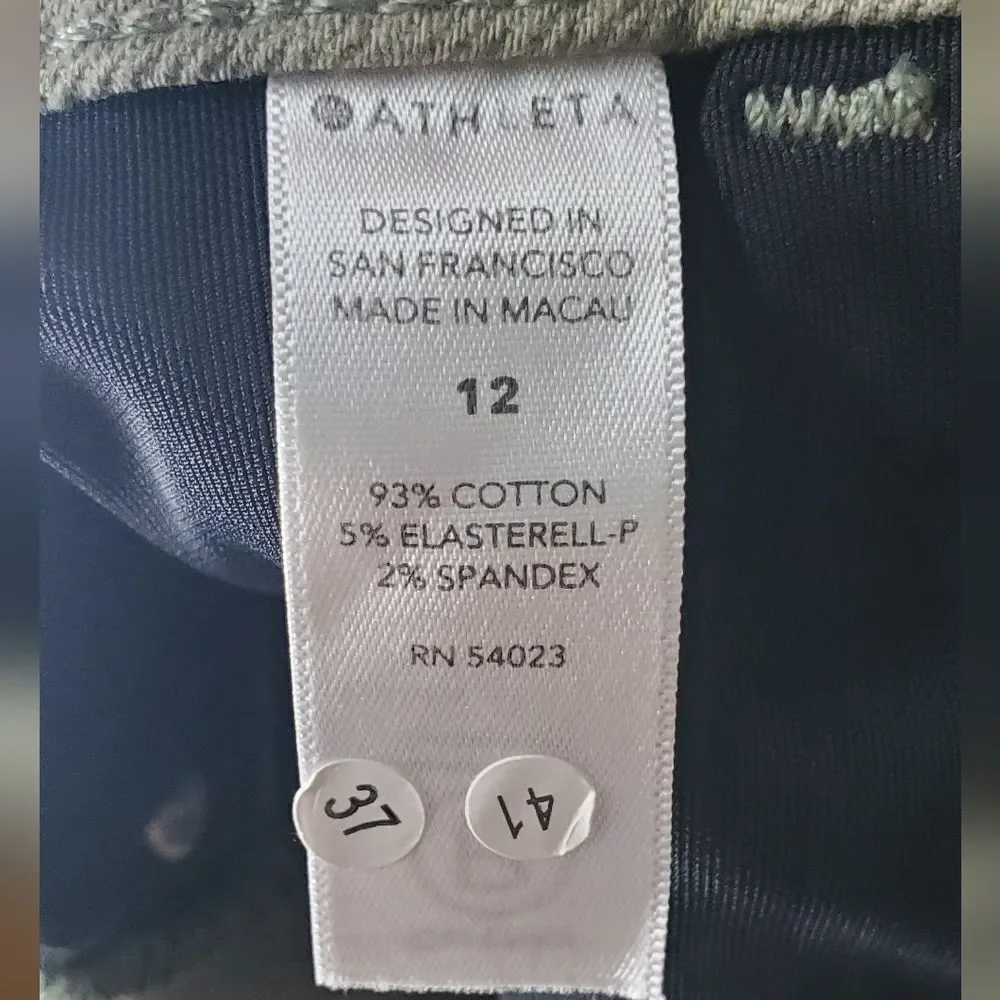 ATHLETA
DESIGNED IN
SAN FRANCISCO
MADE IN MACAU
12
93% COTTON
5% ELASTERELL-P
2% SPANDEX
RN 54023
37
41